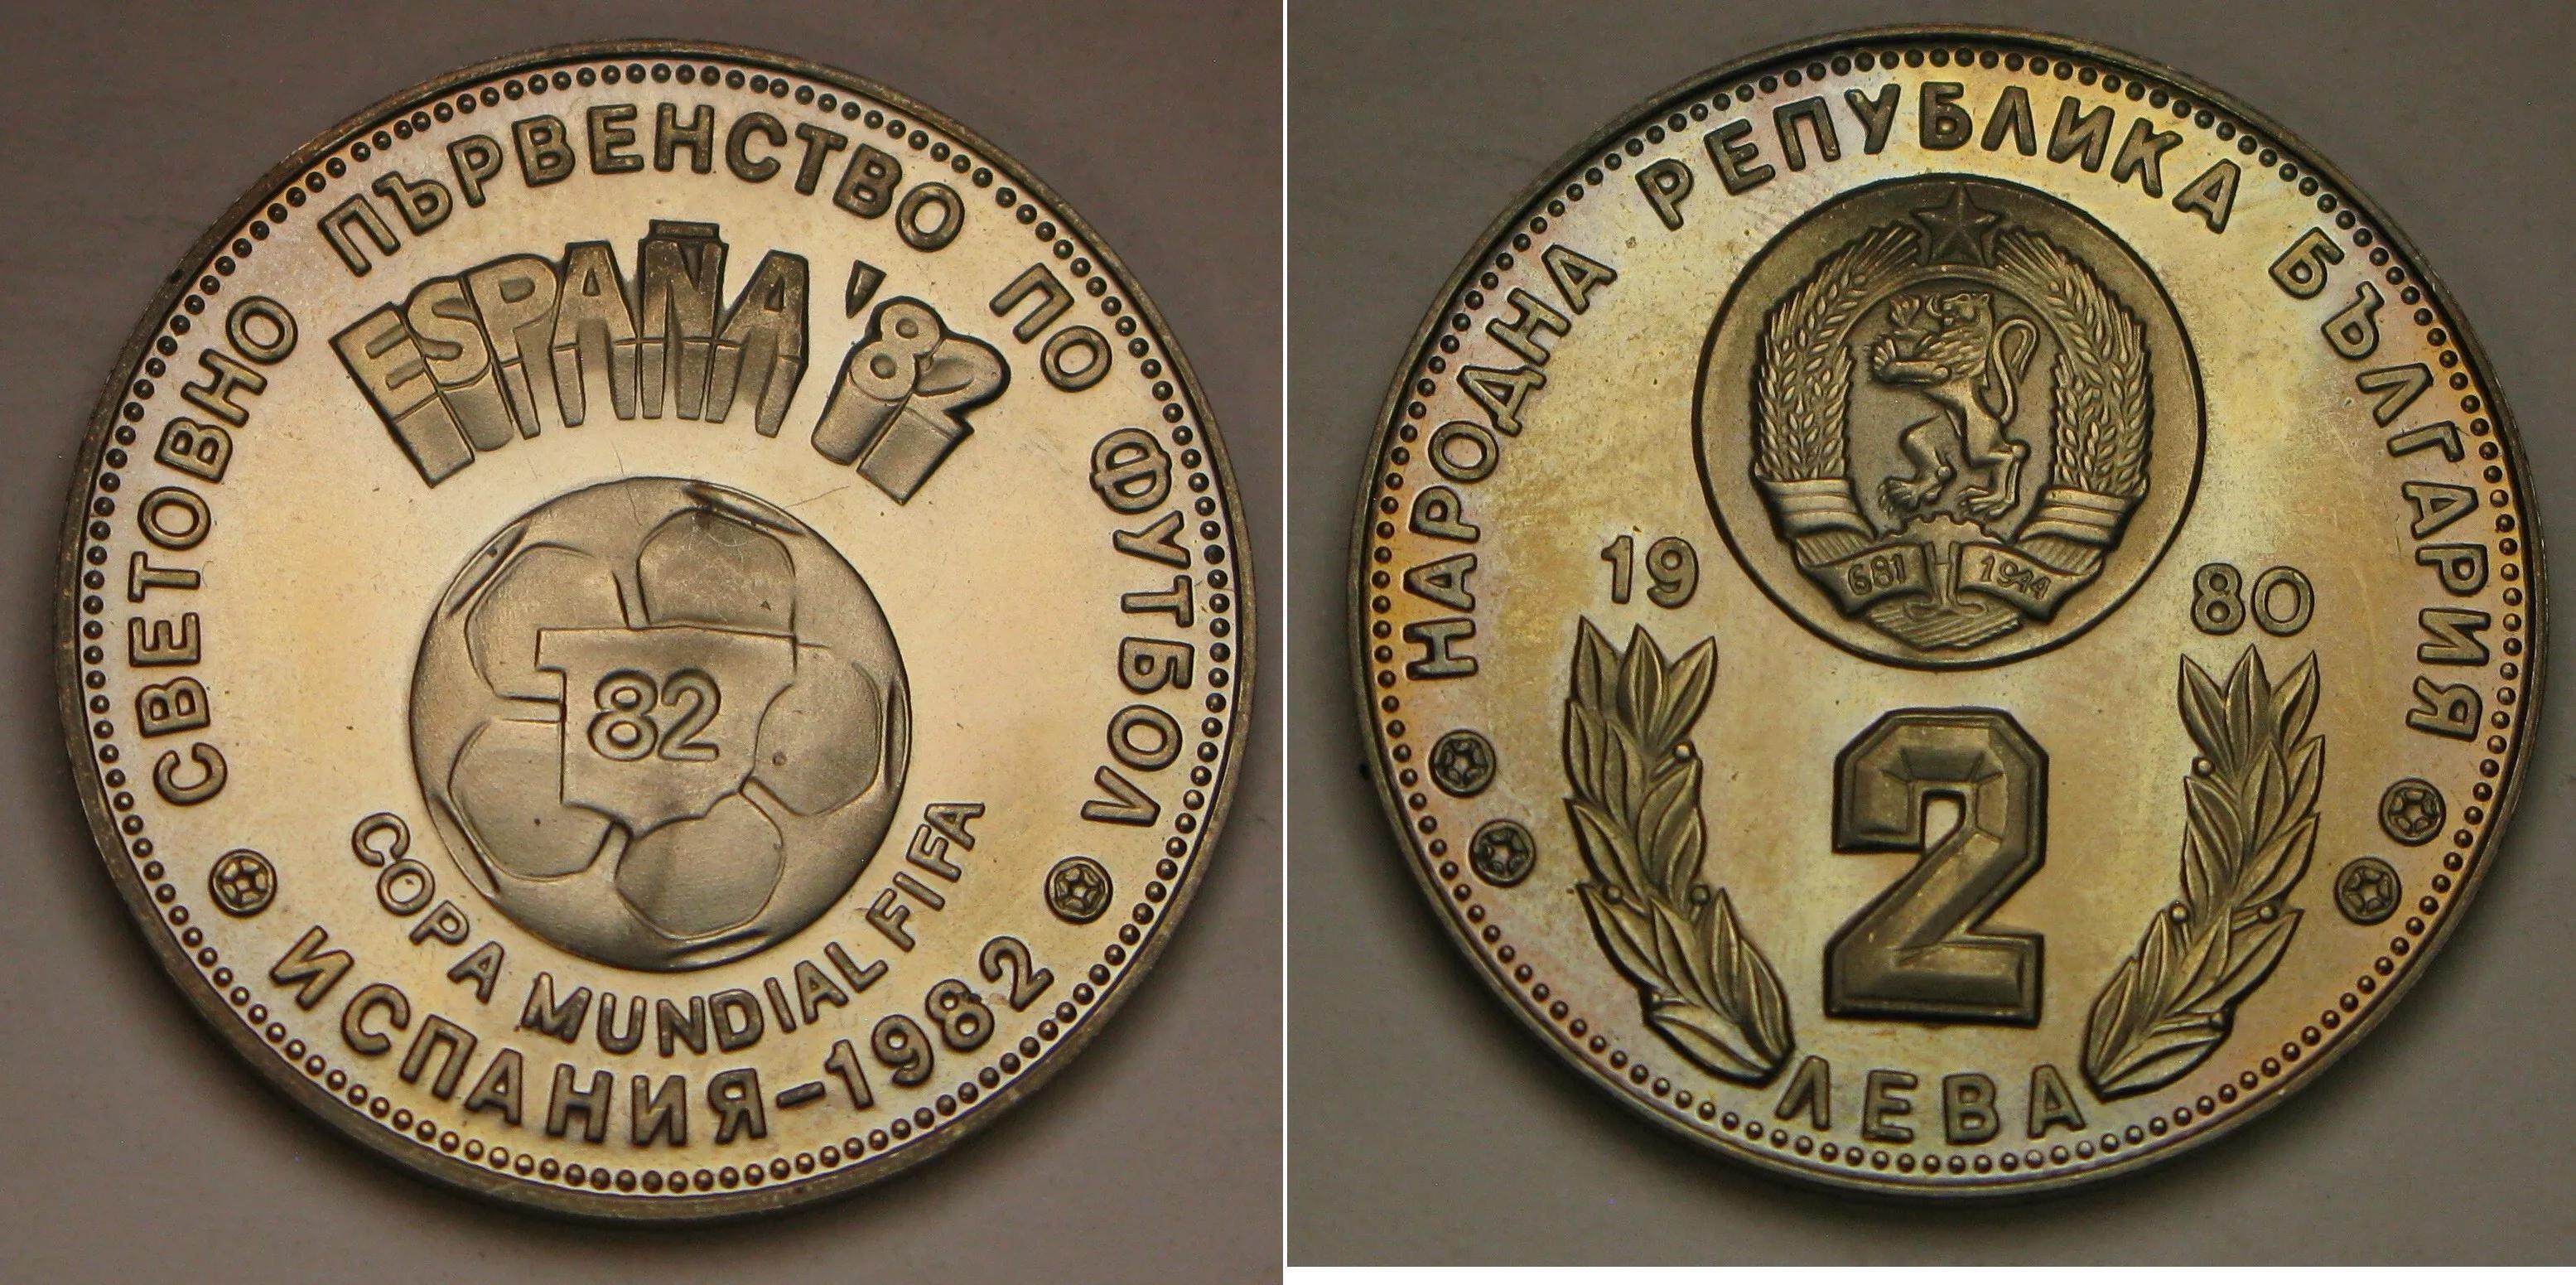 СВЕТОВНО ПЪРВЕНСТВО ПО ФУТБОЛ
ESPAÑA '82
82
COPA MUNDIAL FIFA
ИСПАНИЯ-1982
НАРОДНА РЕПУБЛИКА БЪЛГАРИЯ
681 1944
19 80
2
ЛЕВА